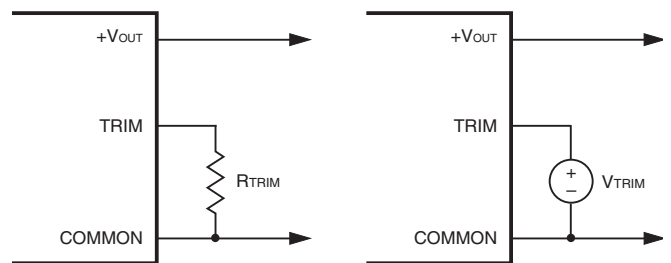 +VOUT
TRIM
RTRIM
COMMON
+VOUT
TRIM
+
–
VTRIM
COMMON